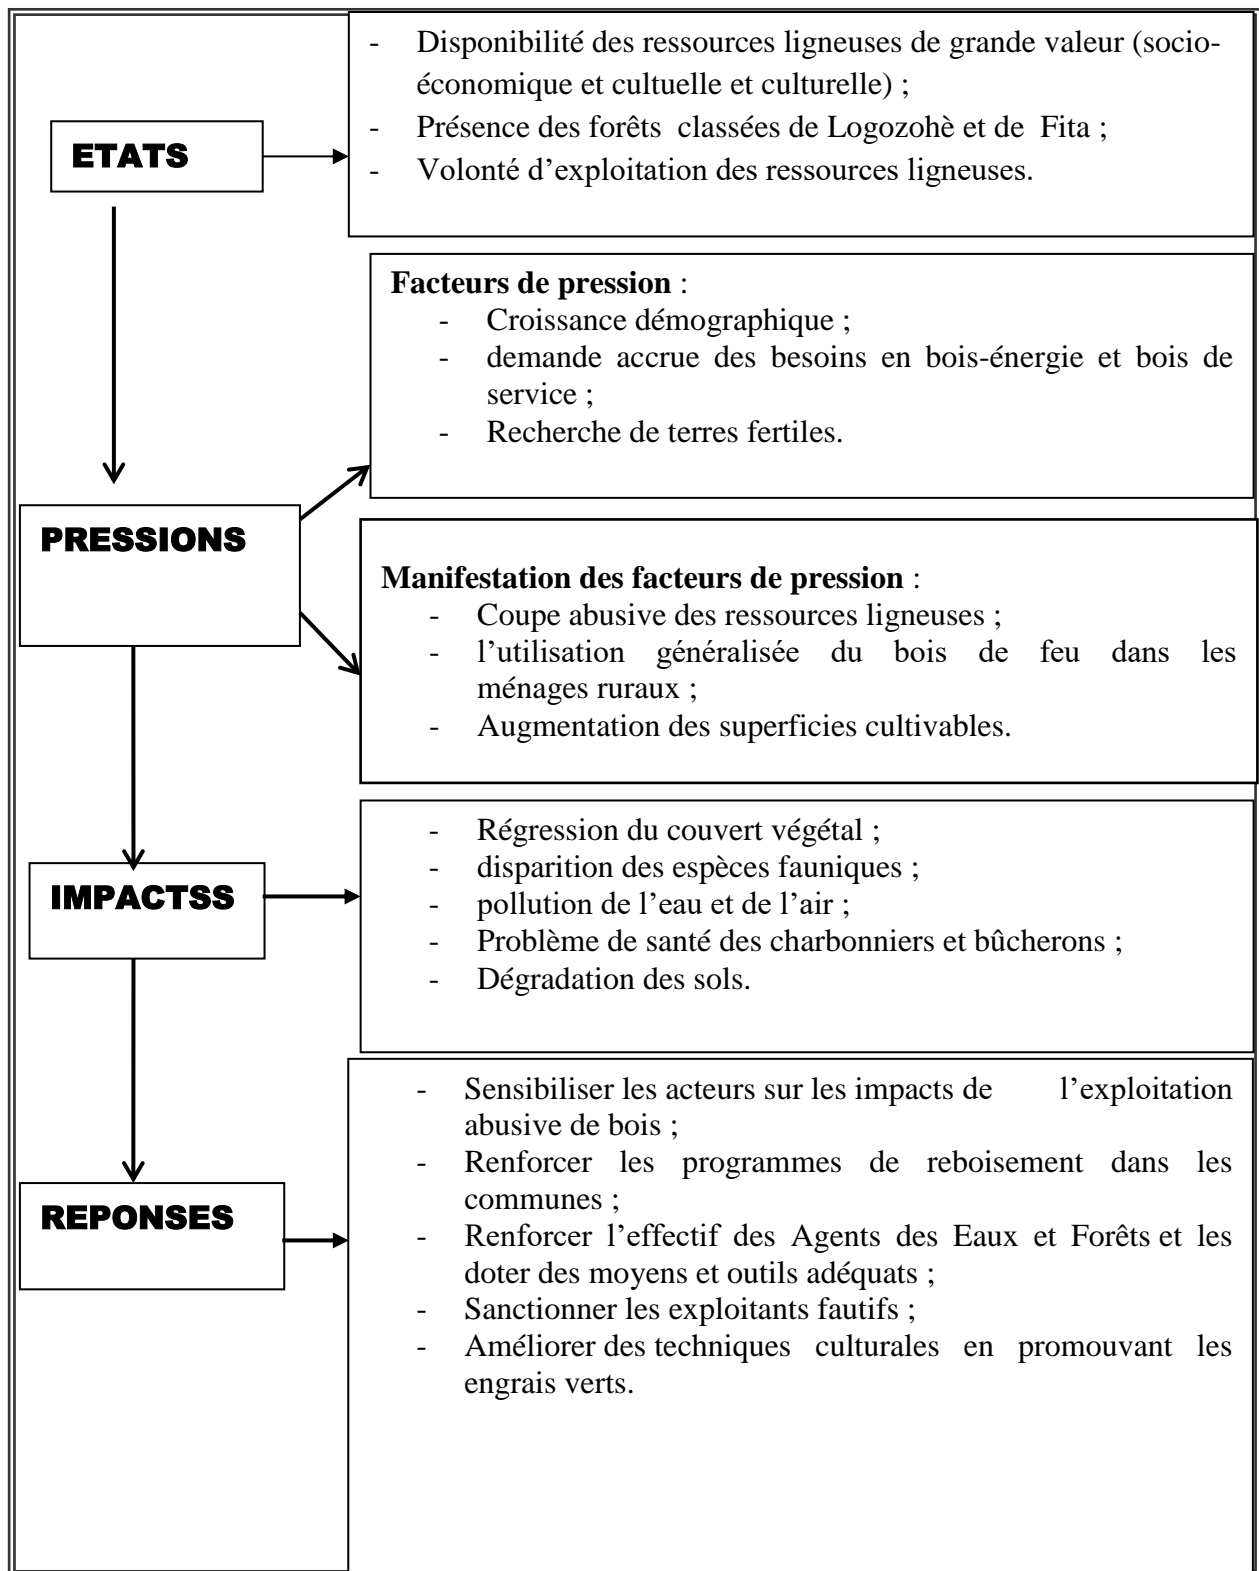 - Disponibilité des ressources ligneuses de grande valeur (socio-
économique et cultuelle et culturelle) ;
- Présence des forêts classées de Logozohè et de Fita ;
- Volonté d’exploitation des ressources ligneuses.
ETATS
Facteurs de pression :
- Croissance démographique ;
- demande accrue des besoins en bois-énergie et bois de
service ;
- Recherche de terres fertiles.
PRESSIONS
Manifestation des facteurs de pression :
- Coupe abusive des ressources ligneuses ;
- l’utilisation généralisée du bois de feu dans les
ménages ruraux ;
- Augmentation des superficies cultivables.
IMPACTSS
- Régression du couvert végétal ;
- disparition des espèces fauniques ;
- pollution de l’eau et de l’air ;
- Problème de santé des charbonniers et bûcherons ;
- Dégradation des sols.
REPONSES
- Sensibiliser les acteurs sur les impacts de l’exploitation
abusive de bois ;
- Renforcer les programmes de reboisement dans les
communes ;
- Renforcer l’effectif des Agents des Eaux et Forêts et les
doter des moyens et outils adéquats ;
- Sanctionner les exploitants fautifs ;
- Améliorer des techniques culturales en promouvant les
engrais verts.